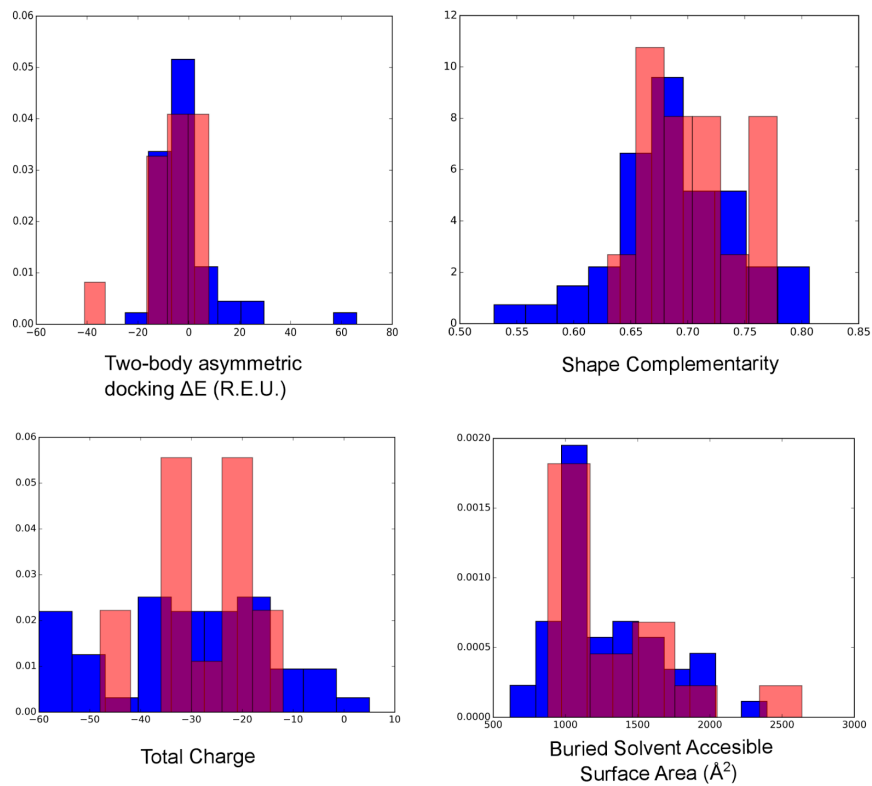 0.06
0.05
0.04
0.03
0.02
0.01
0.00
−60 −40 −20 0 20 40 60 80
Two-body asymmetric
docking ΔE (R.E.U.)
12
10
8
6
4
2
0
0.50 0.55 0.60 0.65 0.70 0.75 0.80 0.85
Shape Complementarity
0.06
0.05
0.04
0.03
0.02
0.01
0.00
−60 −50 −40 −30 −20 −10 0 10
Total Charge
0.0020
0.0015
0.0010
0.0005
0.0000
500 1000 1500 2000 2500 3000
Buried Solvent Accesible
Surface Area (Å²)